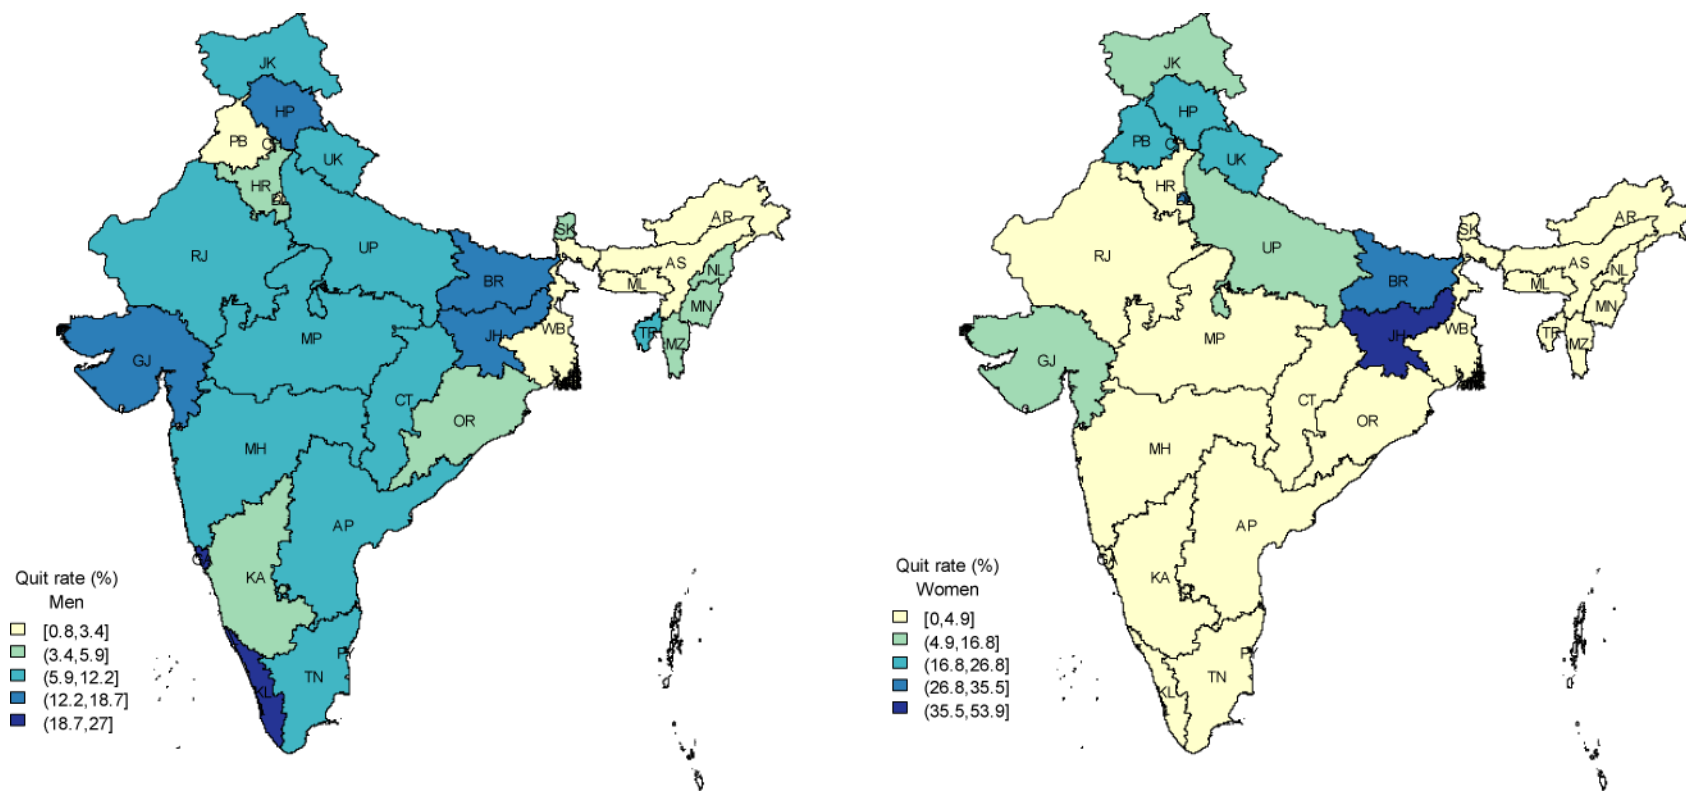 JK
HP
PB
UK
HR
RJ
UP
SK
AR
AS
NL
ML
BR
MN
TR
MZ
JH
WB
MP
GJ
CT
OR
MH
AP
GA
KA
PY
TN
KL
Quit rate (%)
Men
[0.8,3.4]
(3.4,5.9]
(5.9,12.2]
(12.2,18.7]
(18.7,27]
JK
HP
PB
UK
HR
RJ
UP
SK
AR
AS
NL
ML
BR
MN
TR
MZ
JH
WB
MP
GJ
CT
OR
MH
AP
GA
KA
PY
TN
KL
Quit rate (%)
Women
[0,4.9]
(4.9,16.8]
(16.8,26.8]
(26.8,35.5]
(35.5,53.9]